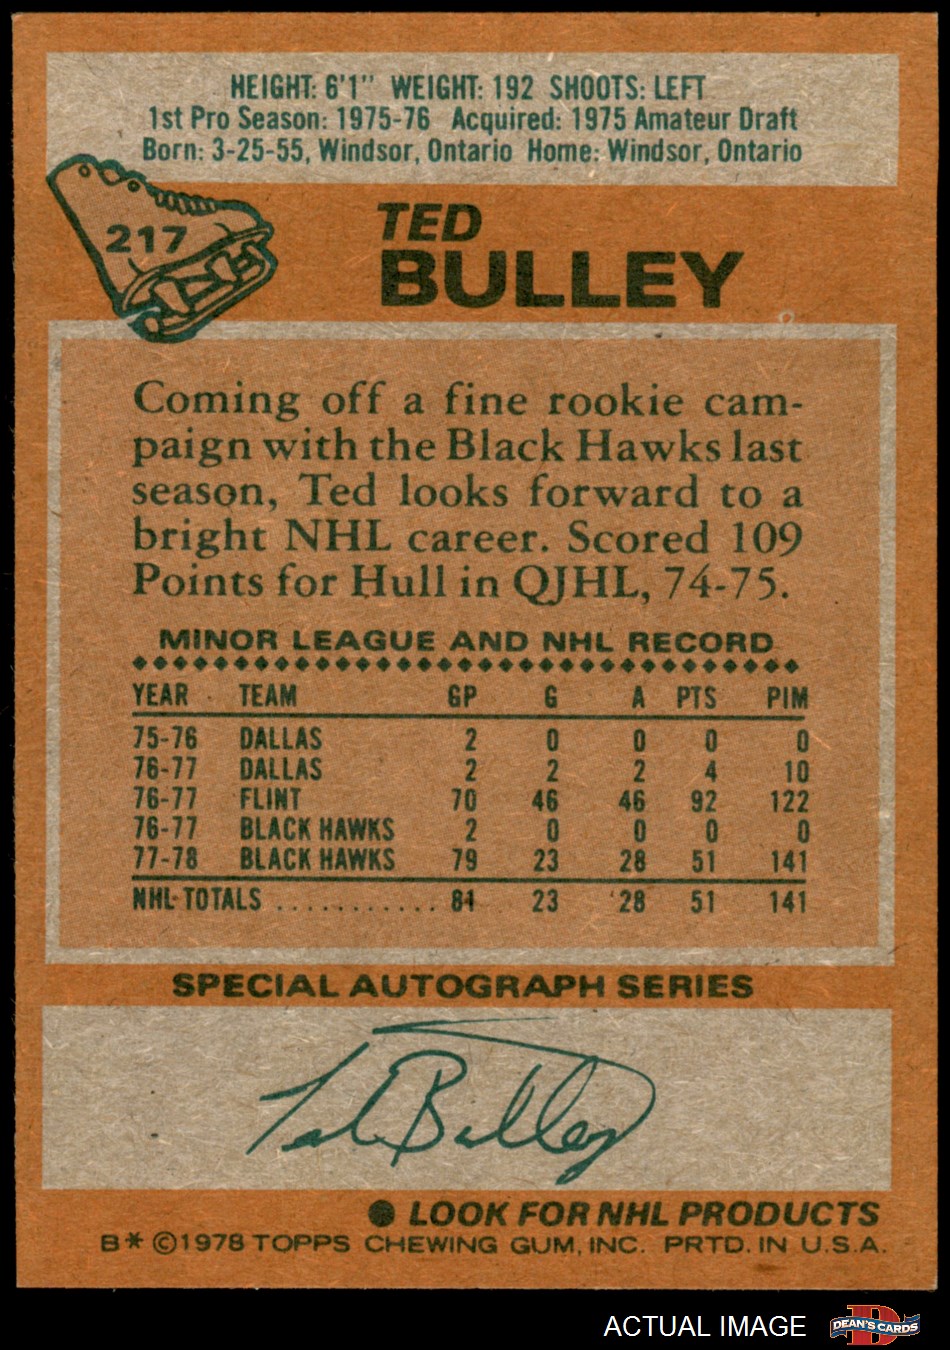 HEIGHT: 6'1" WEIGHT: 192 SHOOTS: LEFT
1st Pro Season: 1975-76 Acquired: 1975 Amateur Draft
Born: 3-25-55, Windsor, Ontario Home: Windsor, Ontario
217
TED
BULLEY
Coming off a fine rookie cam-
paign with the Black Hawks last
season, Ted looks forward to a
bright NHL career. Scored 109
Points for Hull in QJHL, 74-75.
MINOR LEAGUE AND NHL RECORD
YEAR TEAM GP G A PTS PIM
75-76 DALLAS 2 0 0 0 0
76-77 DALLAS 2 2 2 4 10
76-77 FLINT 70 46 46 92 122
76-77 BLACK HAWKS 2 0 0 0 0
77-78 BLACK HAWKS 79 23 28 51 141
NHL TOTALS ........... 81 23 28 51 141
SPECIAL AUTOGRAPH SERIES
Ted Bulley
● LOOK FOR NHL PRODUCTS
B* ©1978 TOPPS CHEWING GUM, INC. PRTD. IN U.S.A.
ACTUAL IMAGE
D
DEAN'S CARDS